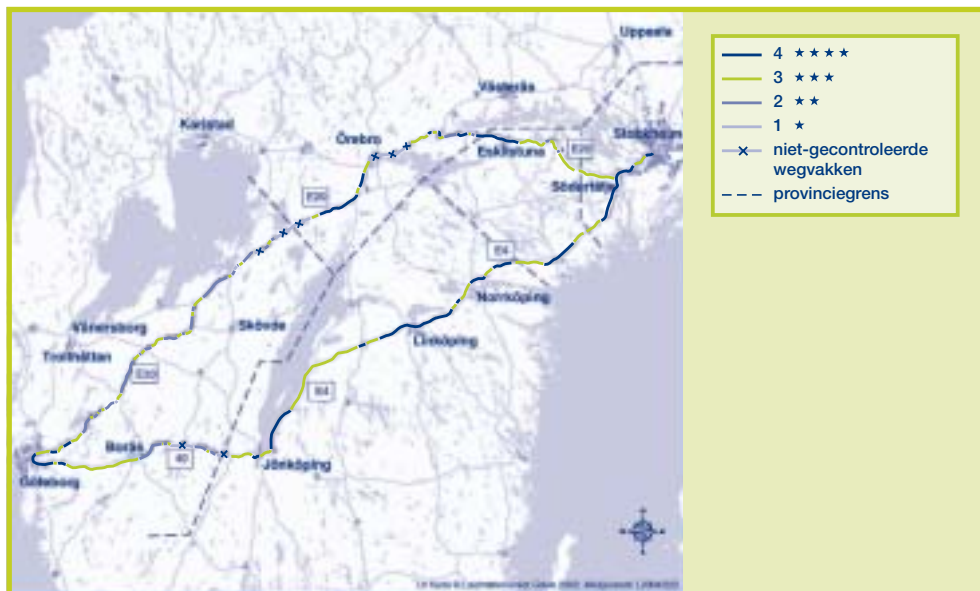 Uppsala
Västerås
Karlstad
Örebro
Stockholm
Eskilstuna
E20
Södertälje
E20
E4
Norrköping
Vänersborg
Skövde
Linköping
Trollhättan
E20
E4
Borås
40
Jönköping
Göteborg
4 ★★★★
3 ★★★
2 ★★
1 ★
niet-gecontroleerde
wegvakken
provinciegrens